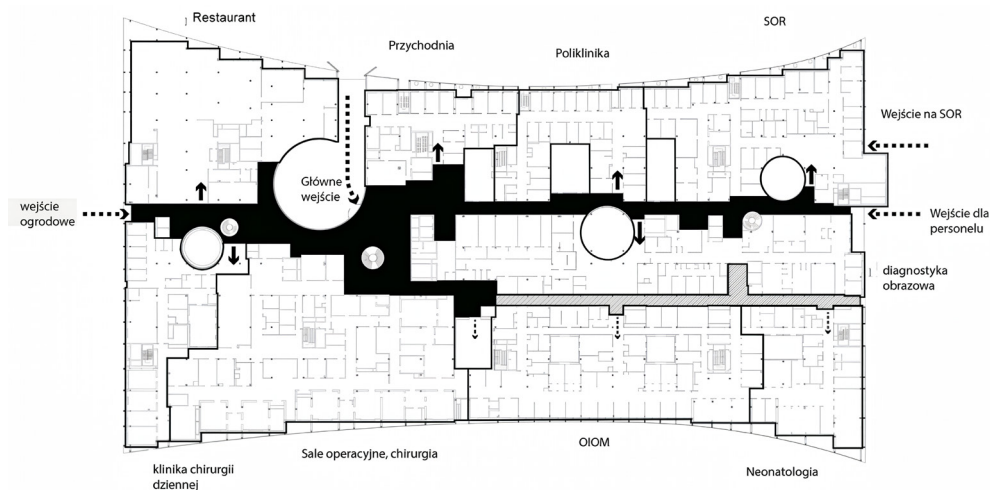 Restaurant
SOR
Przychodnia
Poliklinika
Wejście na SOR
Główne
wejście
wejście
ogrodowe
Wejście dla
personelu
diagnostyka
obrazowa
OIOM
Sale operacyjne, chirurgia
klinika chirurgii
dziennej
Neonatologia